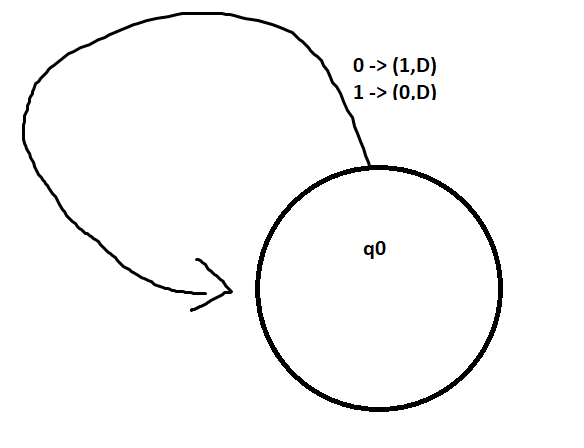 0 -> (1,D)
1 -> (0,D)
q0